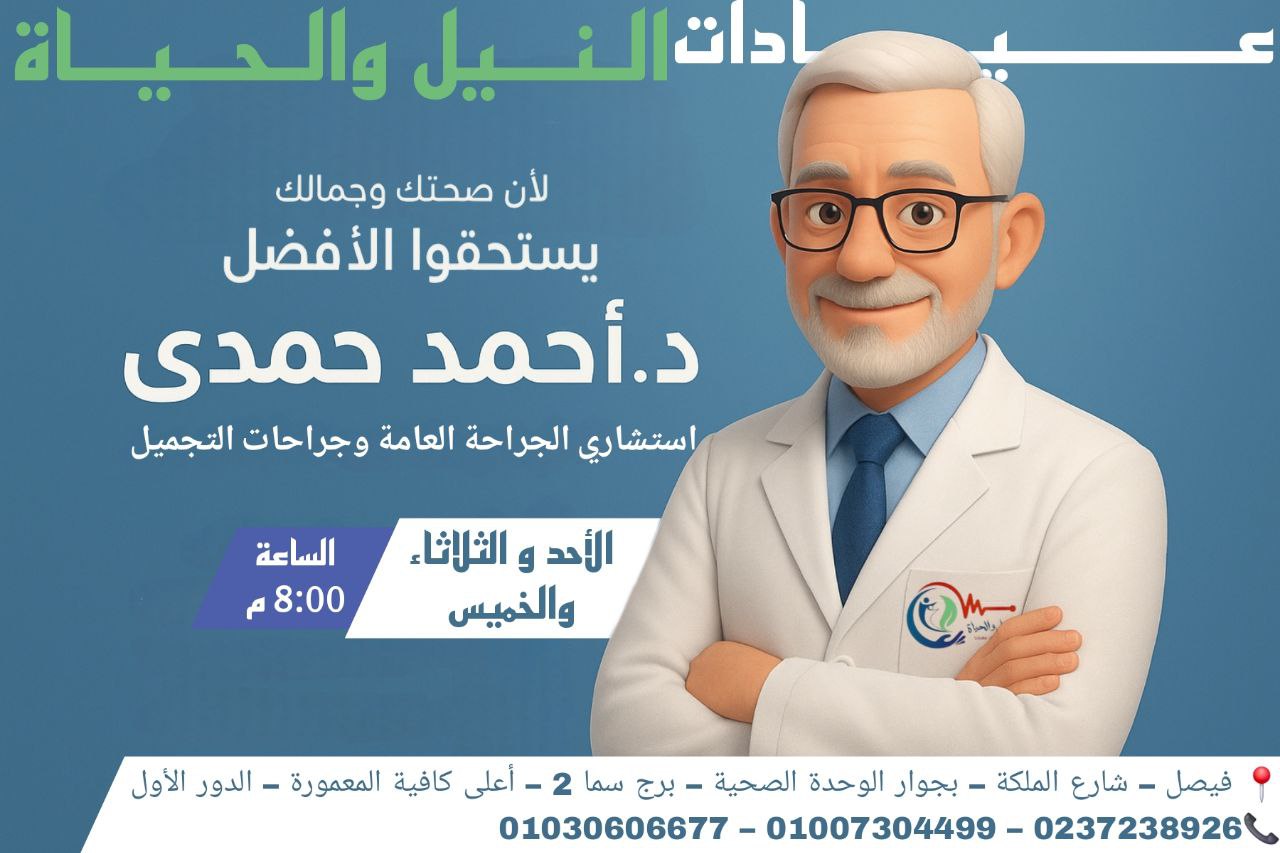 عيادات النيل والحياة
لأن صحتك وجمالك
يستحقوا الأفضل
د.أحمد حمدى
استشاري الجراحة العامة وجراحات التجميل
الأحد و الثلاثاء
والخميس
الساعة
8:00 م
والحياة
📍 فيصل – شارع الملكة – بجوار الوحدة الصحية – برج سما 2 – أعلى كافية المعمورة – الدور الأول
📞0237238926 – 01007304499 – 01030606677